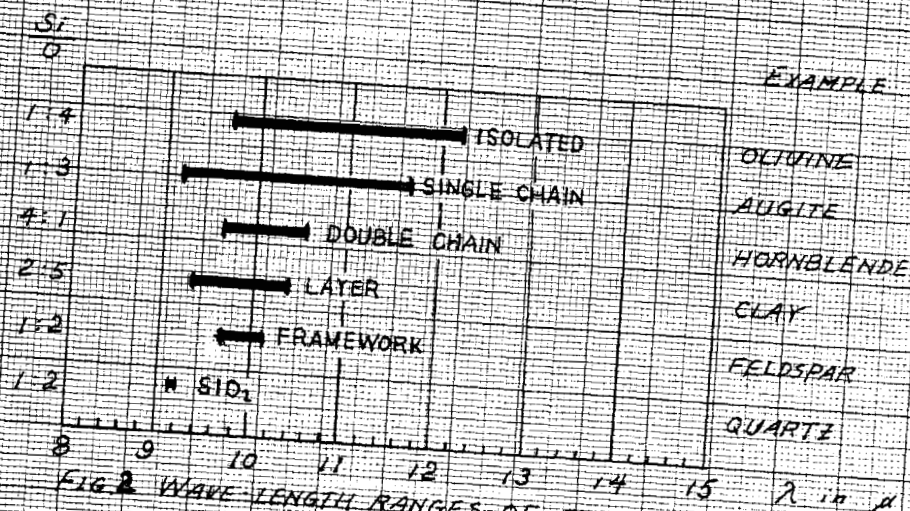 Si
O
EXAMPLE
1:4 ISOLATED OLIVINE
1:3 SINGLE CHAIN AUGITE
4:1 DOUBLE CHAIN HORNBLENDE
2:5 LAYER CLAY
1:2 FRAMEWORK FELDSPAR
1:2 SIO₂ QUARTZ
8 9 10 11 12 13 14 15 λ in μ
FIG. 2 WAVE-LENGTH RANGES OF